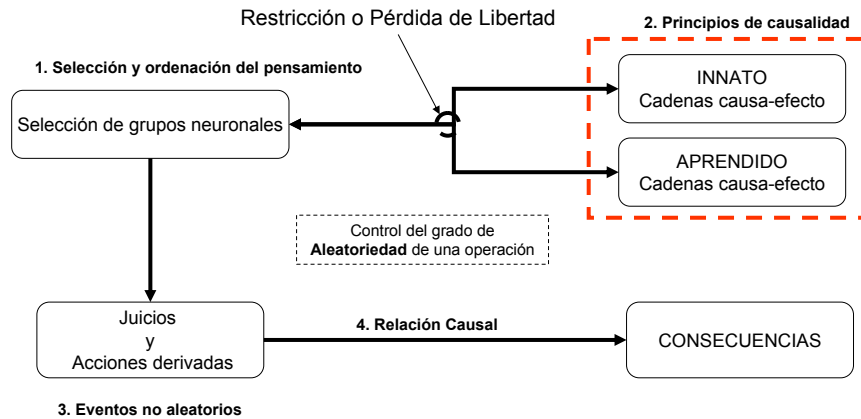 Restricción o Pérdida de Libertad
2. Principios de causalidad
1. Selección y ordenación del pensamiento
INNATO
Cadenas causa-efecto
Selección de grupos neuronales
APRENDIDO
Cadenas causa-efecto
Control del grado de
Aleatoriedad de una operación
Juicios
y
Acciones derivadas
4. Relación Causal
CONSECUENCIAS
3. Eventos no aleatorios